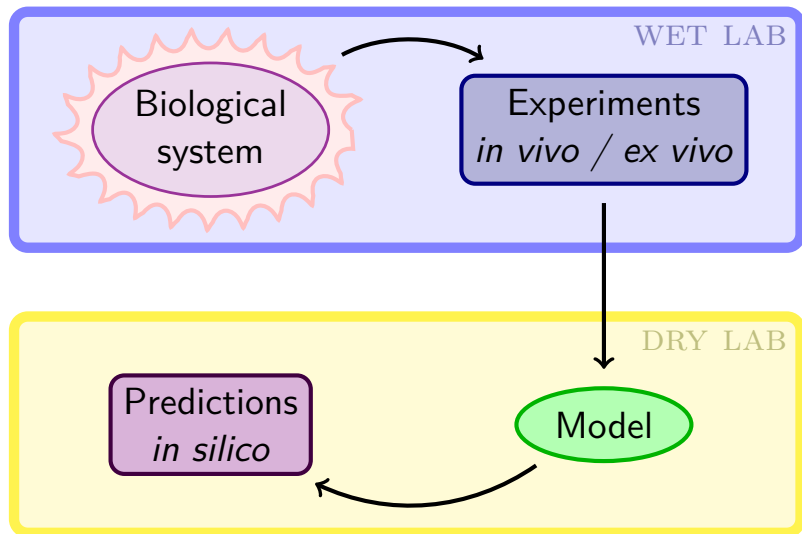 WET LAB
Biological
system
Experiments
in vivo / ex vivo
DRY LAB
Predictions
in silico
Model